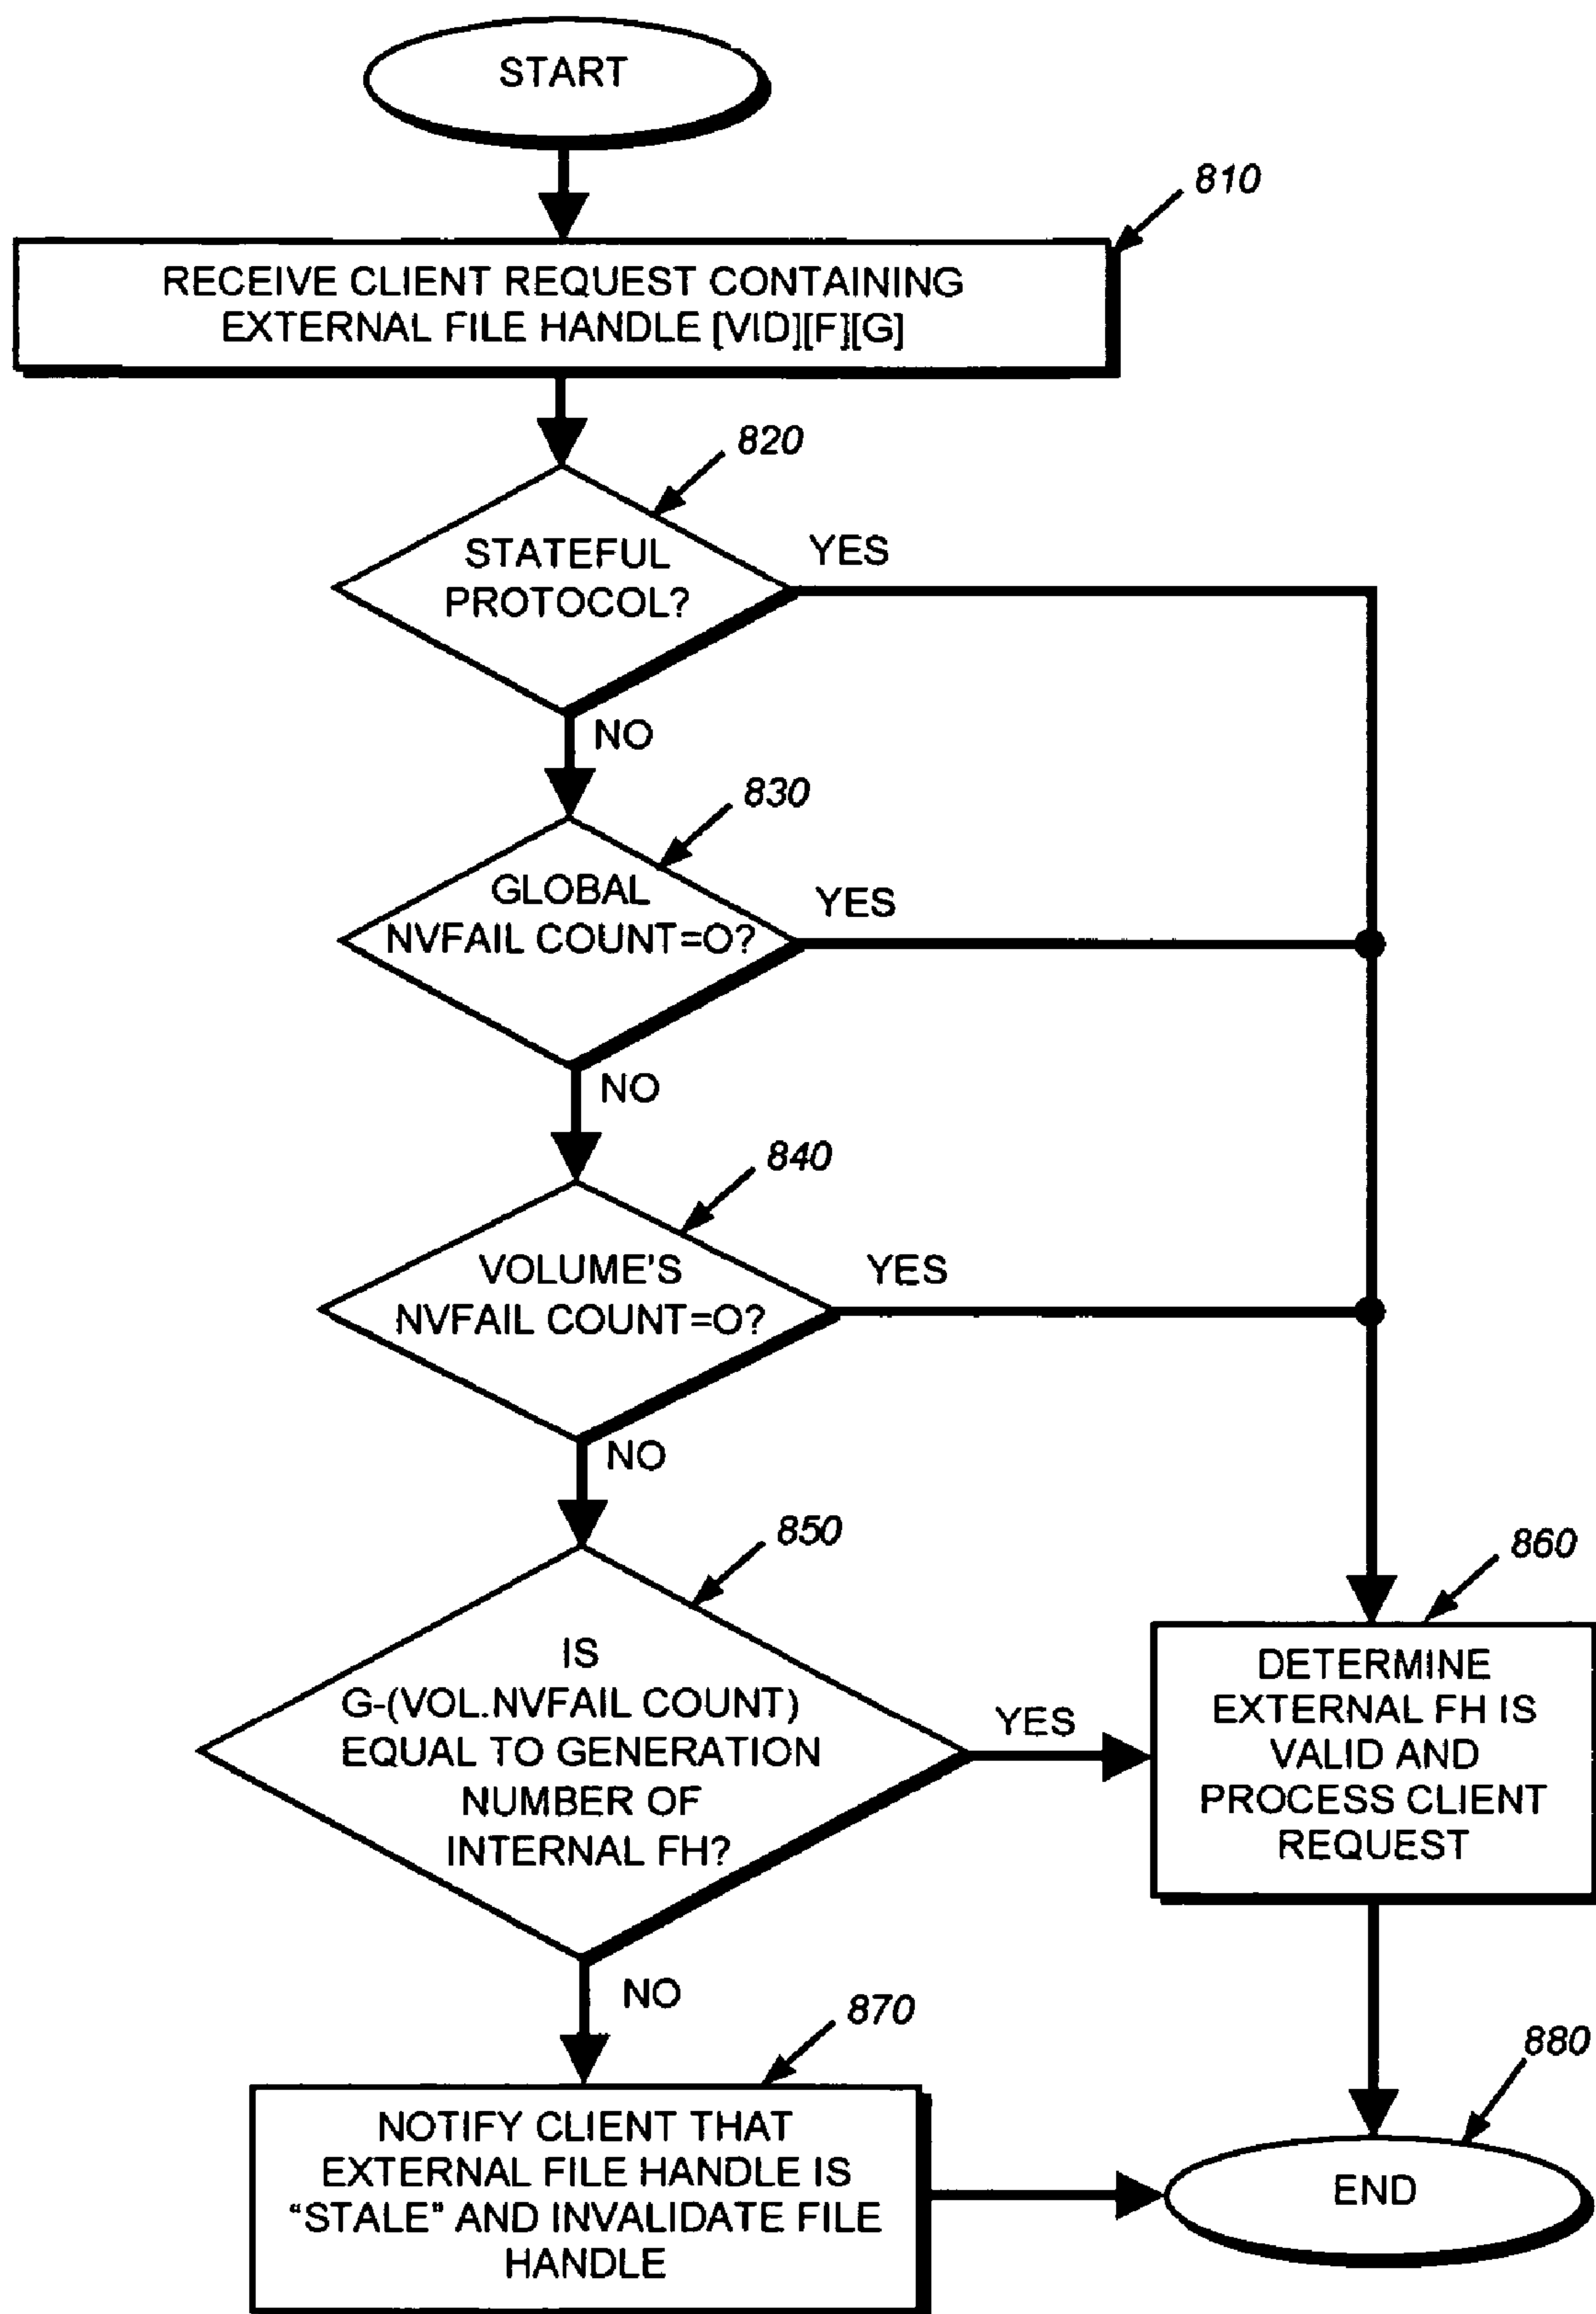 START
810
RECEIVE CLIENT REQUEST CONTAINING
EXTERNAL FILE HANDLE [VID][F][G]
820
STATEFUL
PROTOCOL?
YES
NO
830
GLOBAL
NVFAIL COUNT=O?
YES
NO
840
VOLUME'S
NVFAIL COUNT=O?
YES
NO
850
IS
G-(VOL.NVFAIL COUNT)
EQUAL TO GENERATION
NUMBER OF
INTERNAL FH?
YES
NO
860
DETERMINE
EXTERNAL FH IS
VALID AND
PROCESS CLIENT
REQUEST
870
NOTIFY CLIENT THAT
EXTERNAL FILE HANDLE IS
“STALE” AND INVALIDATE FILE
HANDLE
880
END